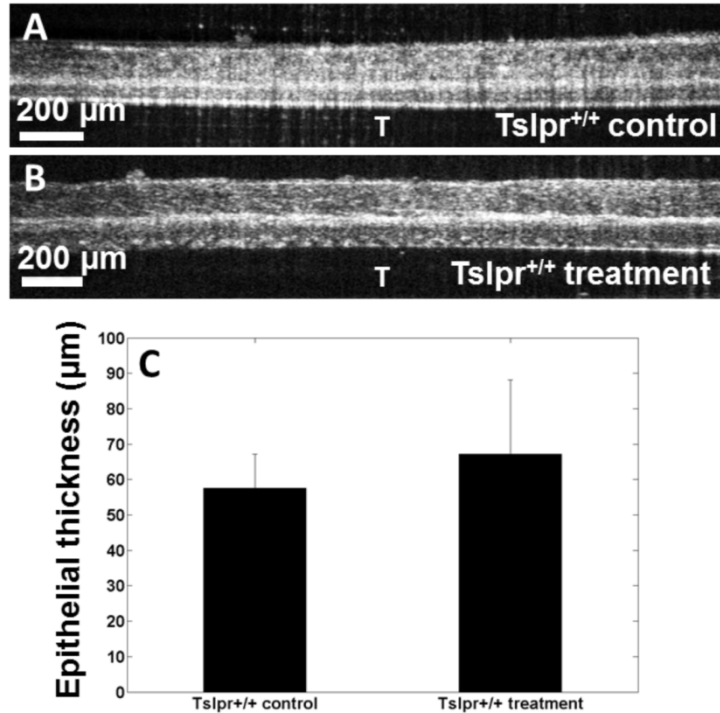 A
200 µm
T
Tslpr+/+ control
B
200 µm
T
Tslpr+/+ treatment
C
Epithelial thickness (µm)
100
90
80
70
60
50
40
30
20
10
0
Tslpr+/+ control
Tslpr+/+ treatment